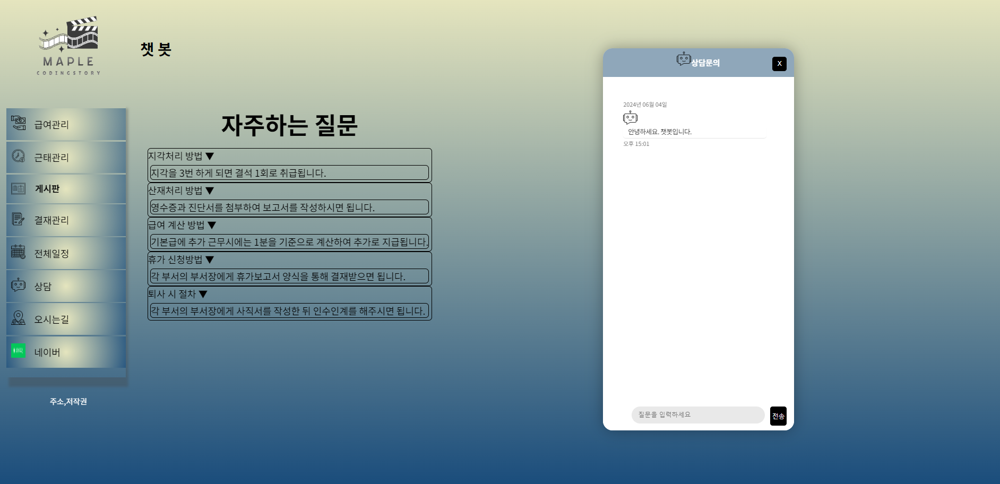 MAPLE
CODINGSTORY
챗 봇
급여관리
근태관리
게시판
결재관리
전체일정
상담
오시는길
네이버
주소,저작권
자주하는 질문
지각처리 방법 ▼
지각을 3번 하게 되면 결석 1회로 취급됩니다.
산재처리 방법 ▼
영수증과 진단서를 첨부하여 보고서를 작성하시면 됩니다.
급여 계산 방법 ▼
기본급에 추가 근무시에는 1분을 기준으로 계산하여 추가로 지급됩니다.
휴가 신청방법 ▼
각 부서의 부서장에게 휴가보고서 양식을 통해 결재받으면 됩니다.
퇴사 시 절차 ▼
각 부서의 부서장에게 사직서를 작성한 뒤 인수인계를 해주시면 됩니다.
상담문의
X
2024년 06월 04일
안녕하세요. 챗봇입니다.
오후 15:01
질문을 입력하세요
전송